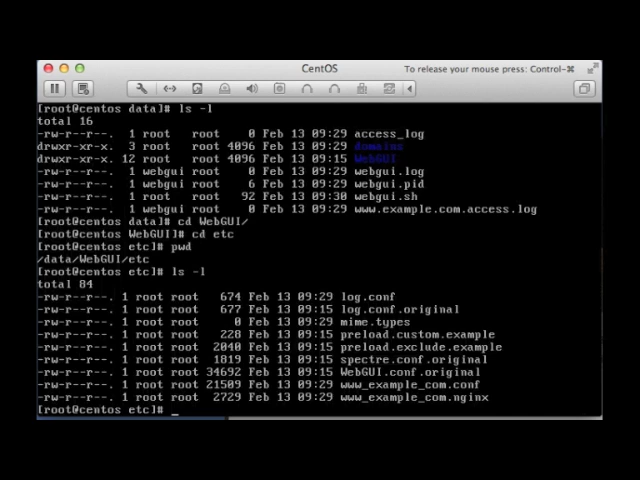 CentOS
To release your mouse press: Control-⌘
[root@centos data]# ls -l
total 16
-rw-r--r--. 1 root   root      0 Feb 13 09:29 access_log
drwxr-xr-x. 3 root   root   4096 Feb 13 09:29 domains
drwxr-xr-x. 12 root   root   4096 Feb 13 09:15 WebGUI
-rw-r--r--. 1 webgui root      0 Feb 13 09:29 webgui.log
-rw-r--r--. 1 webgui root      6 Feb 13 09:29 webgui.pid
-rw-r--r--. 1 root   root     92 Feb 13 09:30 webgui.sh
-rw-r--r--. 1 webgui root      0 Feb 13 09:29 www.example.com.access.log
[root@centos data]# cd WebGUI/
[root@centos WebGUI]# cd etc
[root@centos etc]# pwd
/data/WebGUI/etc
[root@centos etc]# ls -l
total 84
-rw-r--r--. 1 root root   674 Feb 13 09:29 log.conf
-rw-r--r--. 1 root root   677 Feb 13 09:15 log.conf.original
-rw-r--r--. 1 root root     0 Feb 13 09:29 mime.types
-rw-r--r--. 1 root root   228 Feb 13 09:15 preload.custom.example
-rw-r--r--. 1 root root  2040 Feb 13 09:15 preload.exclude.example
-rw-r--r--. 1 root root  1819 Feb 13 09:15 spectre.conf.original
-rw-r--r--. 1 root root 34692 Feb 13 09:15 WebGUI.conf.original
-rw-r--r--. 1 root root 21509 Feb 13 09:29 www_example_com.conf
-rw-r--r--. 1 root root  2729 Feb 13 09:29 www_example_com.nginx
[root@centos etc]# _